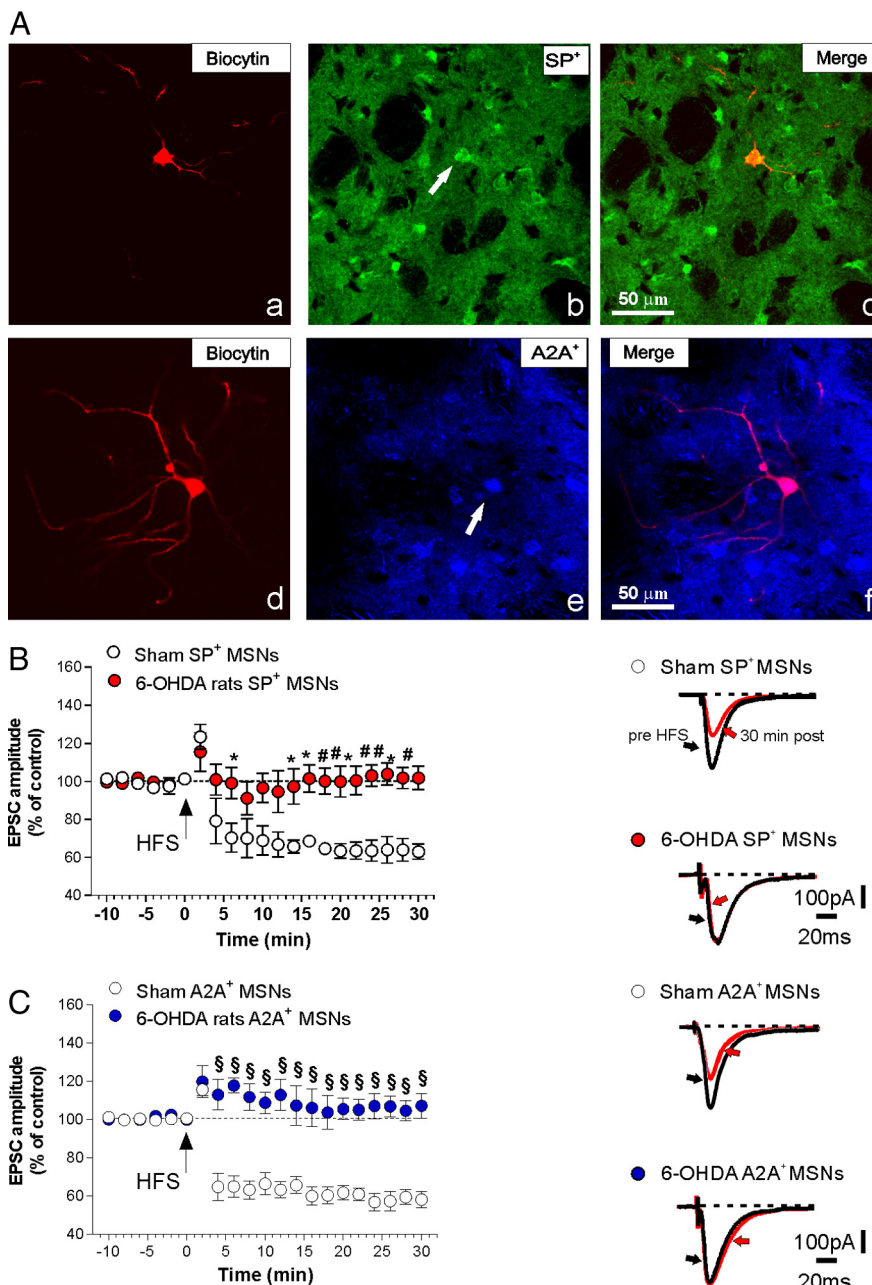 A
Biocytin
SP⁺
Merge
a
b
c
50 µm
Biocytin
A2A⁺
Merge
d
e
f
50 µm
B
Sham SP⁺ MSNs
6-OHDA rats SP⁺ MSNs
160
140
120
100
80
60
40
EPSC amplitude
(% of control)
* * * # # * # # * #
HFS
-10 -5 0 5 10 15 20 25 30
Time (min)
Sham SP⁺ MSNs
pre HFS
30 min post
6-OHDA SP⁺ MSNs
100pA
20ms
C
Sham A2A⁺ MSNs
6-OHDA rats A2A⁺ MSNs
160
140
120
100
80
60
40
EPSC amplitude
(% of control)
§ § § § § § § § § § § § § §
HFS
-10 -5 0 5 10 15 20 25 30
Time (min)
Sham A2A⁺ MSNs
6-OHDA A2A⁺ MSNs
100pA
20ms